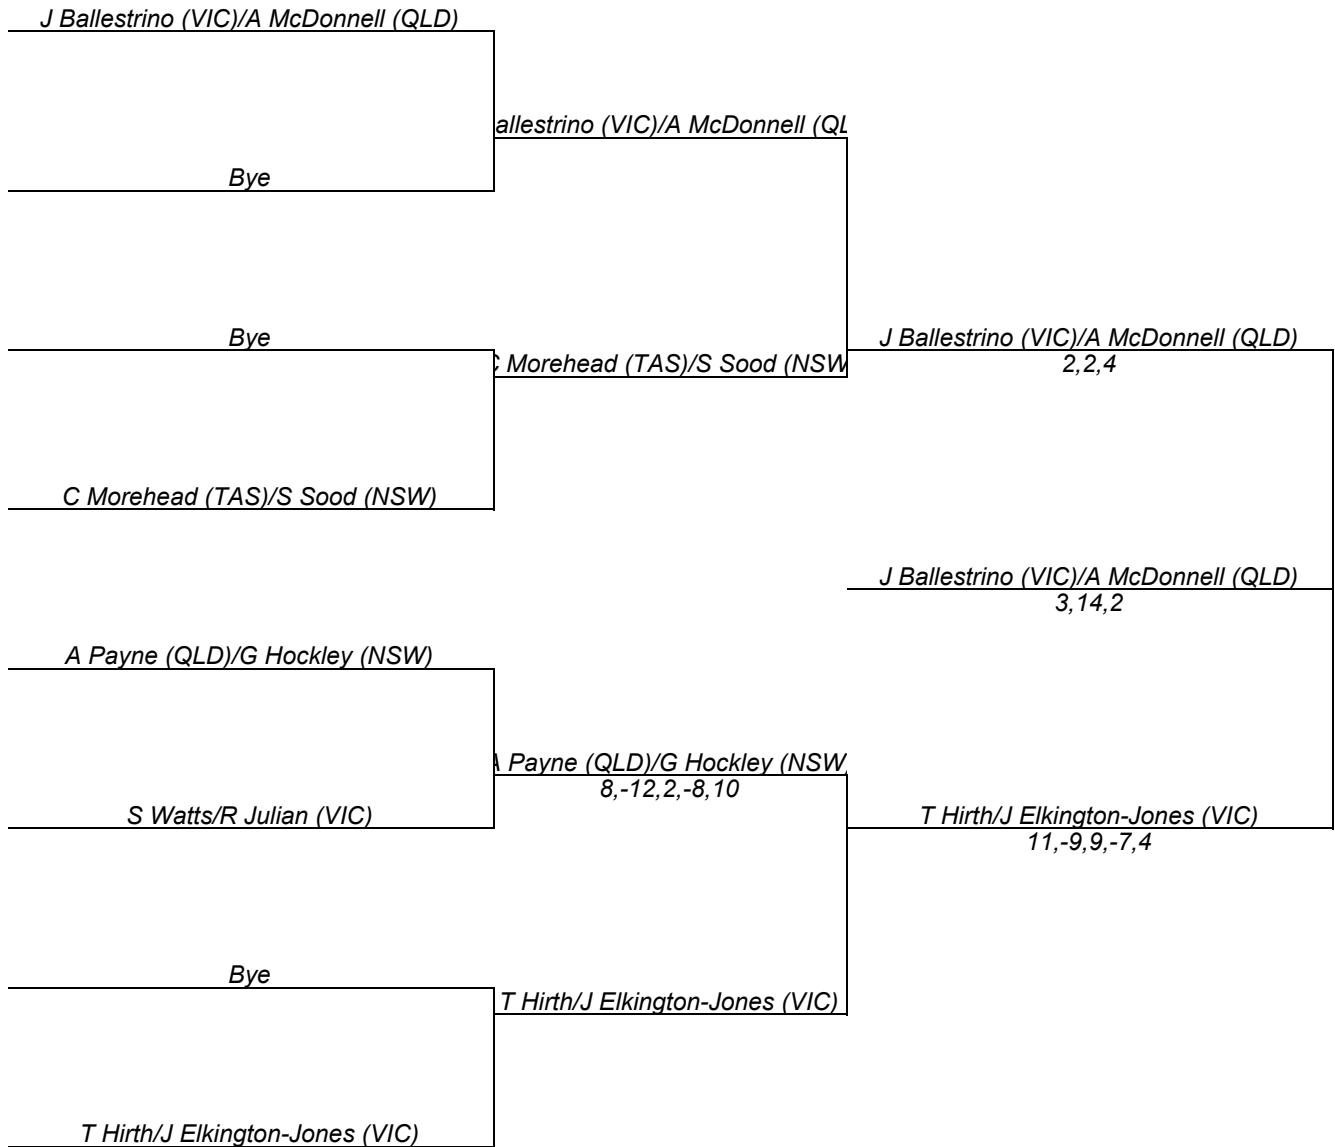 J Ballestrino (VIC)/A McDonnell (QLD)
allestrino (VIC)/A McDonnell (QL
Bye
Bye
J Ballestrino (VIC)/A McDonnell (QLD)
2,2,4
C Morehead (TAS)/S Sood (NSW
C Morehead (TAS)/S Sood (NSW)
J Ballestrino (VIC)/A McDonnell (QLD)
3,14,2
A Payne (QLD)/G Hockley (NSW)
A Payne (QLD)/G Hockley (NSW)
8,-12,2,-8,10
S Watts/R Julian (VIC)
T Hirth/J Elkington-Jones (VIC)
11,-9,9,-7,4
Bye
T Hirth/J Elkington-Jones (VIC)
T Hirth/J Elkington-Jones (VIC)